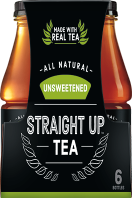 MADE WITH
REAL TEA
ALL NATURAL
UNSWEETENED
STRAIGHT UP
TEA
6
BOTTLES